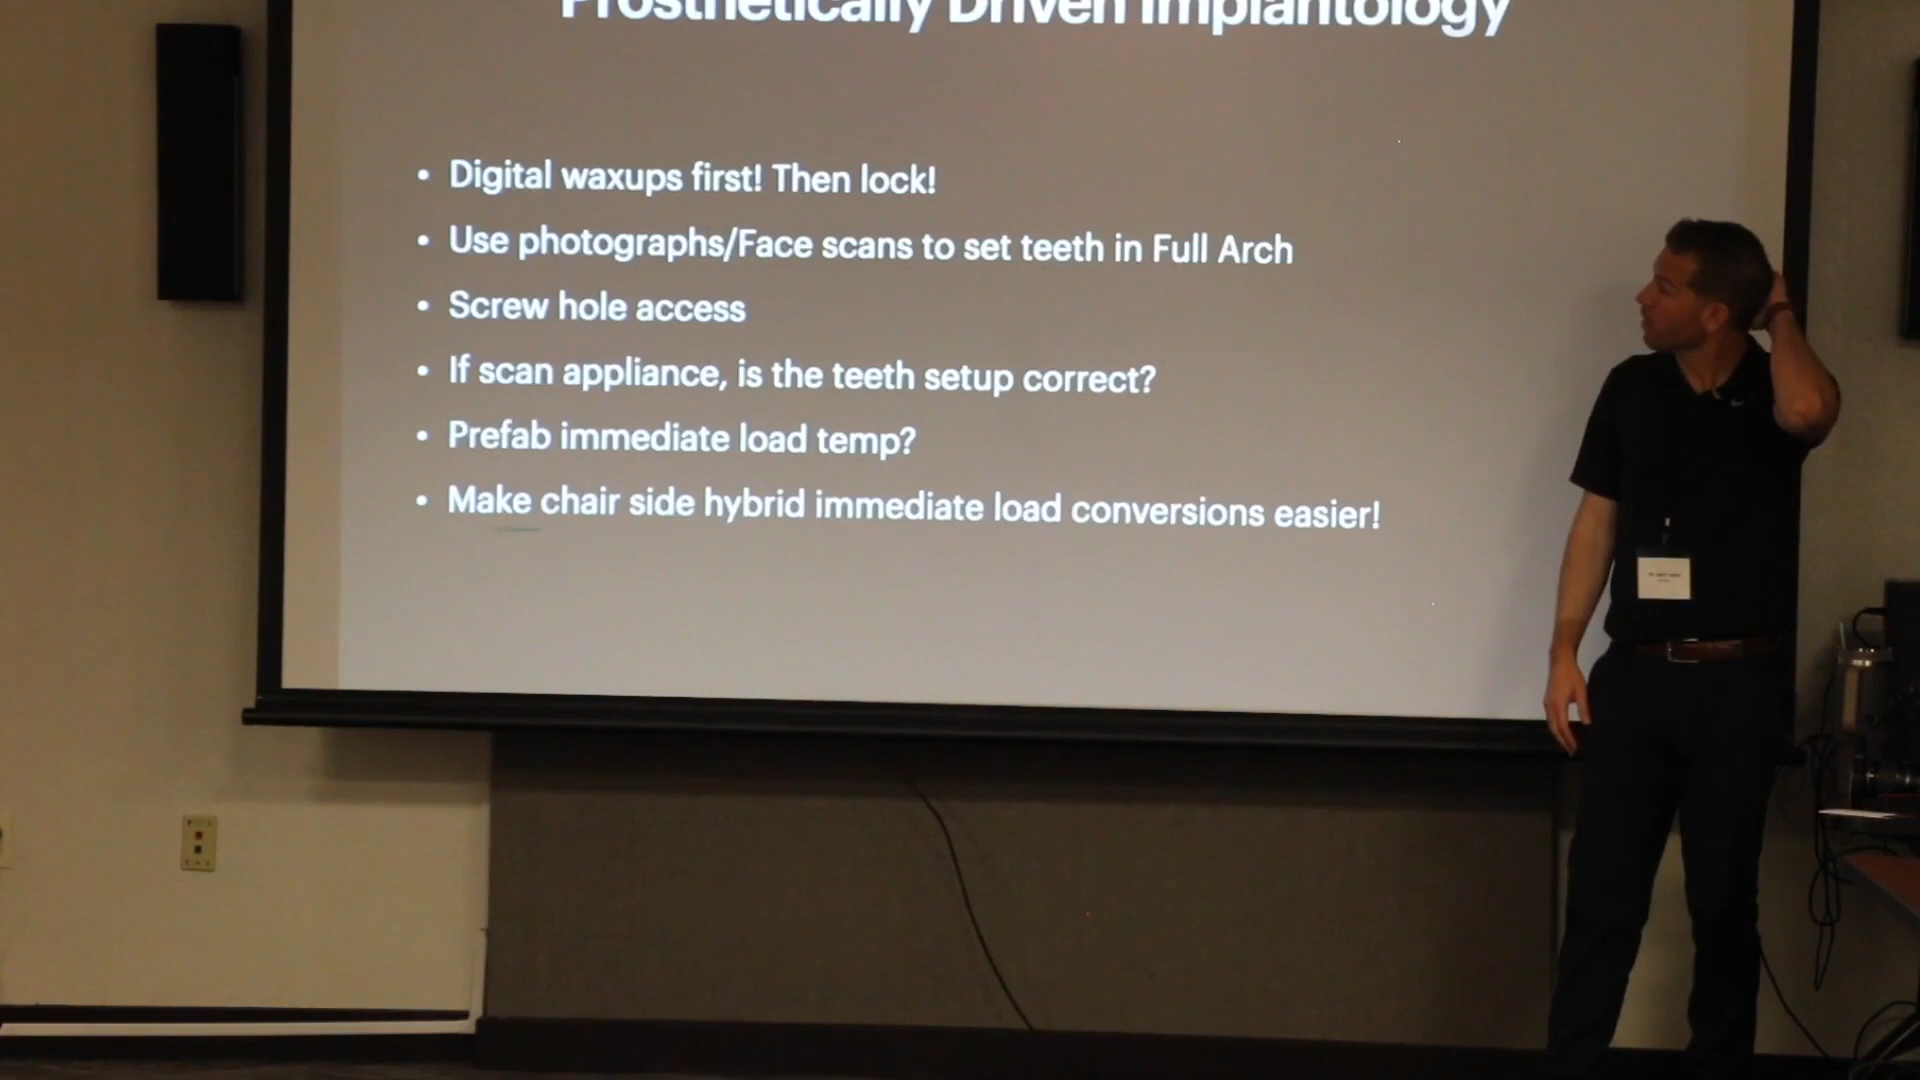 Prosthetically Driven Implantology
• Digital waxups first! Then lock!
• Use photographs/Face scans to set teeth in Full Arch
• Screw hole access
• If scan appliance, is the teeth setup correct?
• Prefab immediate load temp?
• Make chair side hybrid immediate load conversions easier!